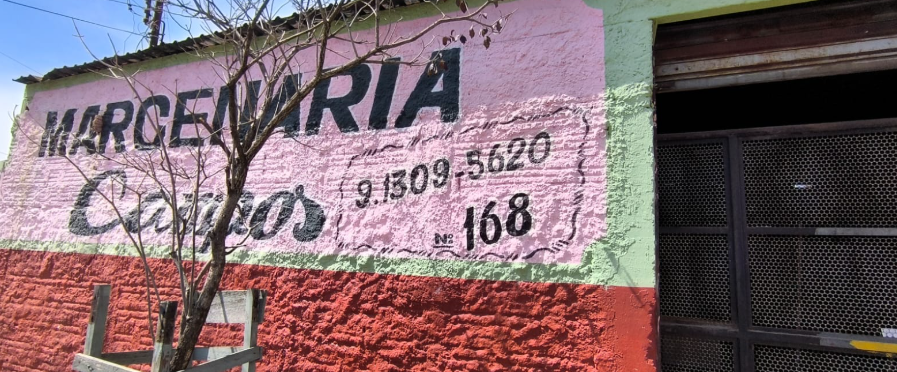 MARCENARIA
Campos
9.1309-5620
Nº 168